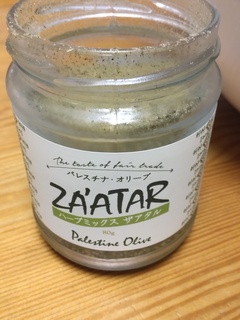 The taste of fair trade
パレスチナ・オリーブ
ZA'ATAR
ハーブミックス ザアタル
80g
Palestine Olive